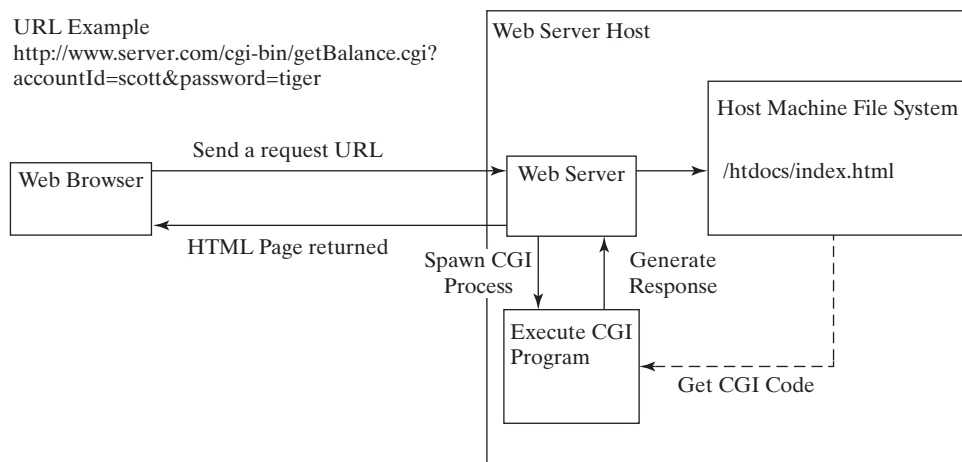 URL Example
http://www.server.com/cgi-bin/getBalance.cgi?
accountId=scott&password=tiger
Web Server Host
Host Machine File System
/htdocs/index.html
Send a request URL
Web Browser
Web Server
HTML Page returned
Spawn CGI
Process
Generate
Response
Execute CGI
Program
Get CGI Code